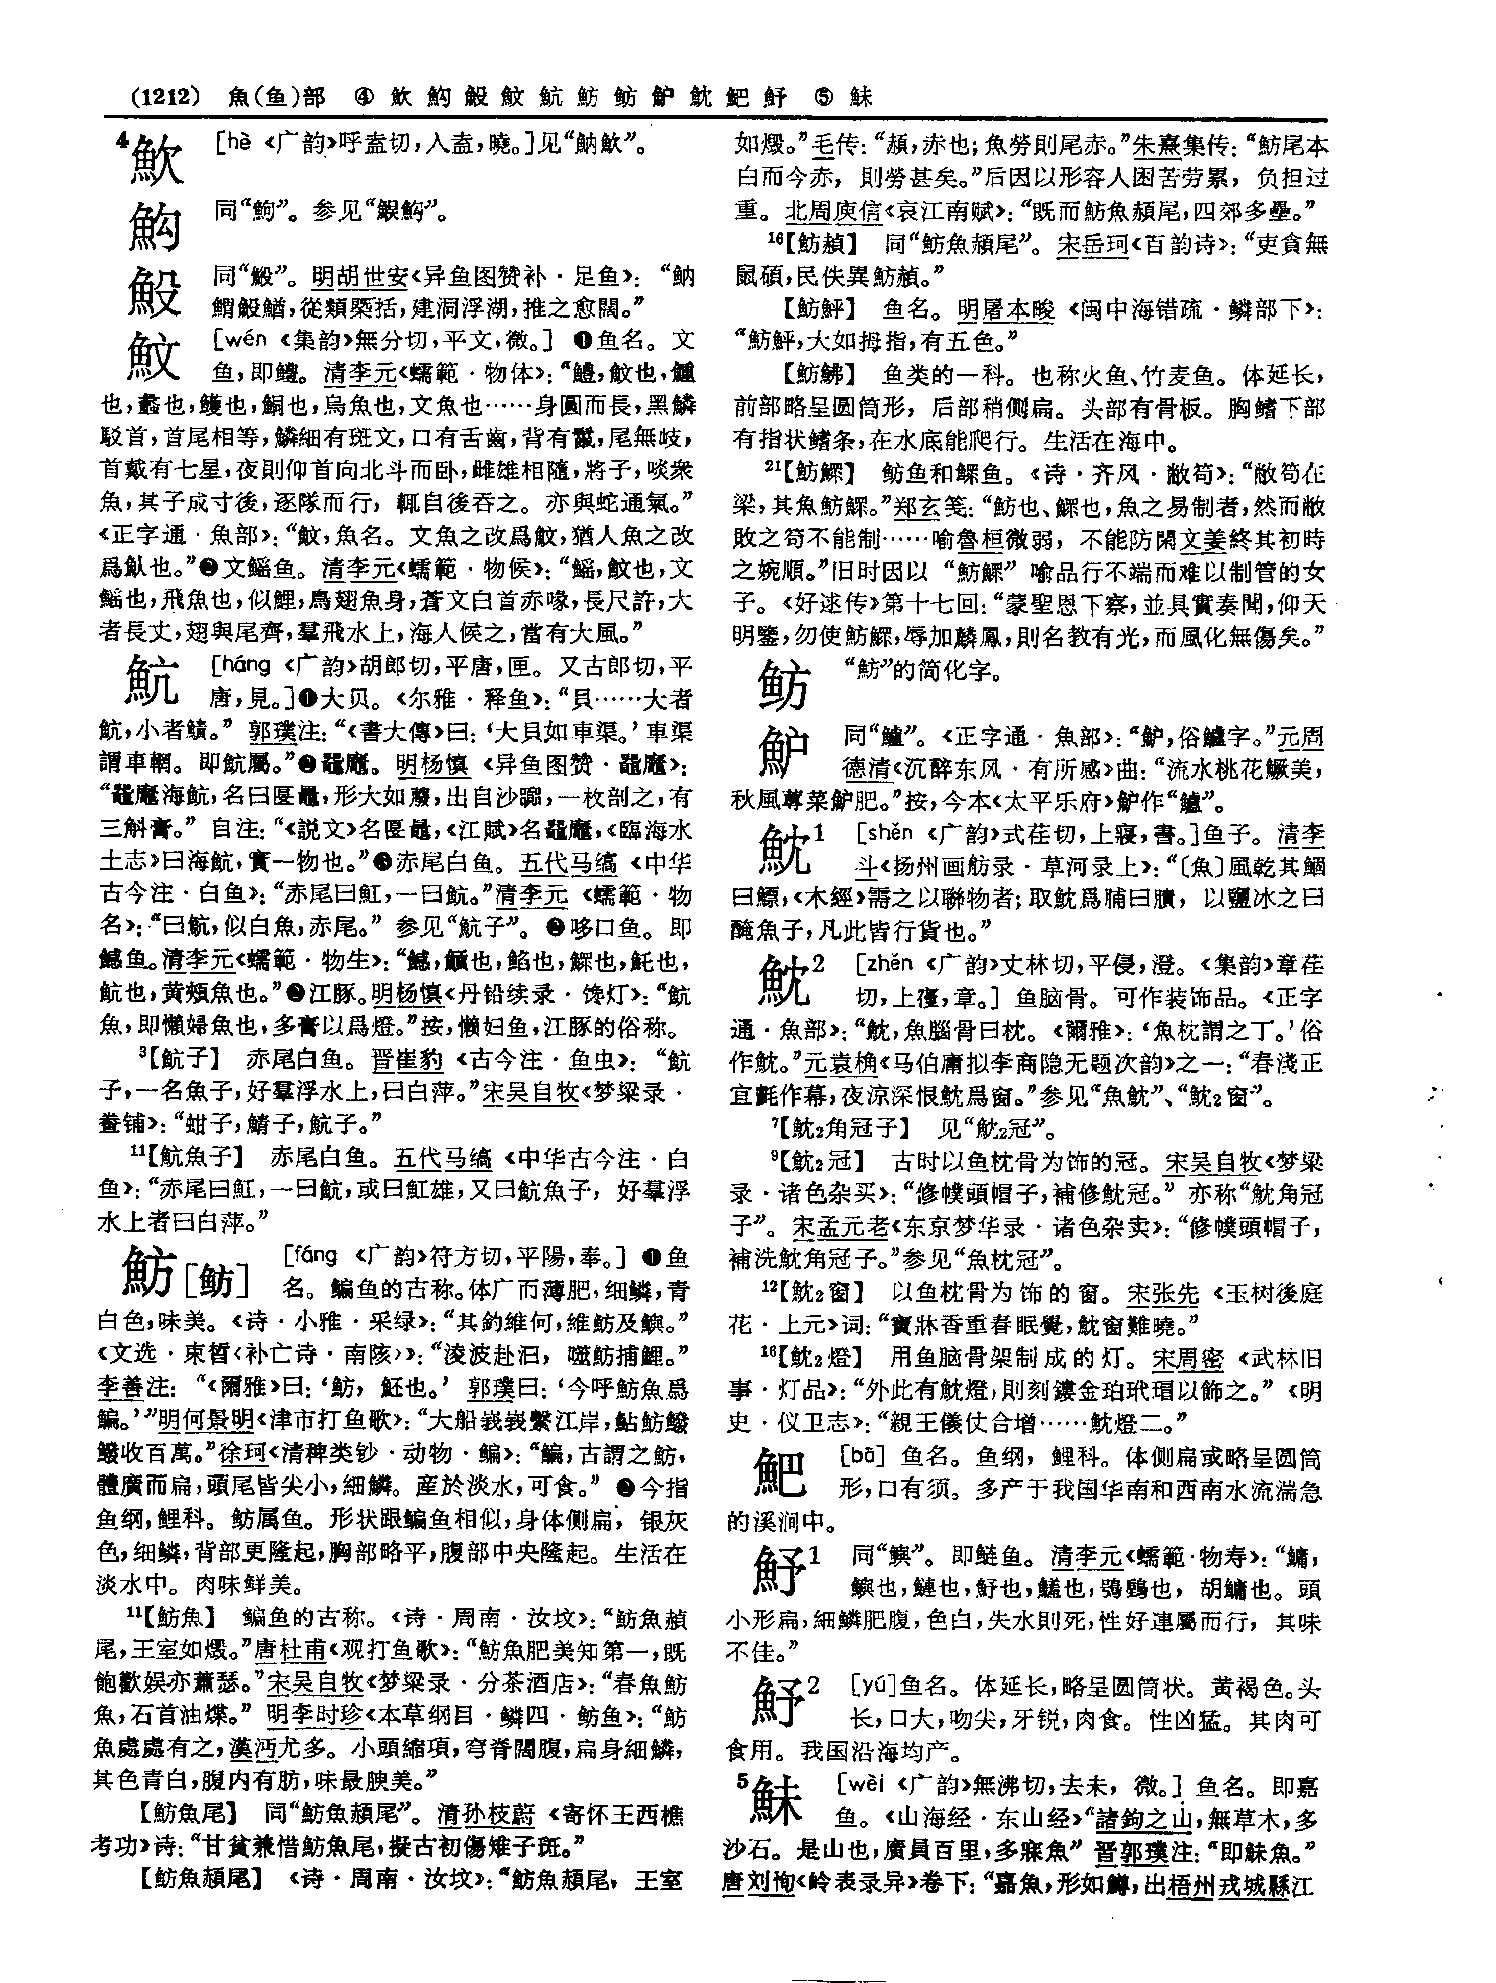 (1212) 魚(鱼)部 ④ 魰 魡 魵 魰 魧 魴 鲂 魲 魫 魮 魣 ⑤ 鮇
4 [hè《广韵》呼盍切,入盍,曉。]见“魶𩵮”。
同“鮈”。参见“鰕魡”。
同“鯢”。明胡世安《异鱼图赞补·足鱼》:“魶
從類槩括,建洞浮湖,推之愈闊。”
魰 [wén《集韵》無分切,平文,微。] ❶鱼名。文
鱼,即鳢。清李元《蠕範·物体》:“鱧,魰也,鱺
也,蠡也,鱯也,鮦也,烏魚也,文魚也……身圓而長,黑鱗
駁首,首尾相等,鱗細有斑文,口有舌齒,背有鬣,尾無歧,
首戴有七星,夜則仰首向北斗而卧,雌雄相隨,將子,啖衆
魚,其子成寸後,逐隊而行,輒自後吞之。亦與蛇通氣。”
《正字通·魚部》:“魰,魚名。文魚之改爲魰,猶人魚之改
爲魜也。”❷文鳐鱼。清李元《蠕範·物候》:“鰩,魰也,文
鰩也,飛魚也,似鯉,鳥翅魚身,蒼文白首赤喙,長尺許,大
者長丈,翅與尾齊,羣飛水上,海人候之,當有大風。”
魧 [háng《广韵》胡郎切,平唐,匣。又古郎切,平
唐,見。]❶大贝。《尔雅·释鱼》:“貝……大者
魧,小者鰿。”郭璞注:“《書大傳》曰:‘大貝如車渠。’車渠
謂車輞。即魧屬。”❷鼊𪓟。明杨慎《异鱼图赞·
海魧,名曰匽鼂,形大如𥴧,出自沙𡑞,一枚剖之,有
三斛膏。”自注:“《説文》名匽鼂,《江賦》名,《臨海水
土志》曰海魧,實一物也。”❸赤尾白鱼。五代马缟《中华
古今注·白鱼》:“赤尾曰魟,一曰魧。”清李元《蠕範·物
名》:“曰魧,似白魚,赤尾。”参见“魧子”。❹哆口鱼。即
鳡鱼。清李元《蠕範·物生》:“鱤,鰄也,鮥也,鰥也,魠也,
魧也,黄頰魚也。”❺江豚。明杨慎《丹铅续录·馋灯》:“魧
魚,即懶婦魚也,多膏以爲燈。”按,懒妇鱼,江豚的俗称。
3【魧子】 赤尾白鱼。晋崔豹《古今注·鱼虫》:“魧
子,一名魚子,好羣浮水上,曰白萍。”宋吴自牧《梦粱录·
鲞铺》:“蚶子,鯖子,魧子。”
11【魧魚子】 赤尾白鱼。五代马缟《中华古今注·白
鱼》:“赤尾曰魟,一曰魧,或曰魟雄,又曰魧魚子,好羣浮
水上者曰白萍。”
魴[鲂] [fáng《广韵》符方切,平陽,奉。] ❶鱼
名。鳊鱼的古称。体广而薄肥,细鳞,青
白色,味美。《诗·小雅·采绿》:“其釣維何,維魴及鱮。”
《文选·束晳〈补亡诗·南陔〉》:“淩波赴汩,噬魴捕鯉。”
李善注:“《爾雅》曰:‘魴,魾也。’郭璞曰:‘今呼魴魚爲
鯿。’”明何景明《津市打鱼歌》:“大船峩峩繫江岸,鮎魴鱍
鱍收百萬。”徐珂《清稗类钞·动物·鳊》:“鯿,古謂之魴,
體廣而扁,頭尾皆尖小,細鱗。産於淡水,可食。”❷今指
鱼纲,鲤科。鲂属鱼。形状跟鳊鱼相似,身体侧扁,银灰
色,细鳞,背部更隆起,胸部略平,腹部中央隆起。生活在
淡水中。肉味鲜美。
11【魴魚】 鳊鱼的古称。《诗·周南·汝坟》:“魴魚赬
尾,王室如燬。”唐杜甫《观打鱼歌》:“魴魚肥美知第一,既
飽歡娱亦蕭瑟。”宋吴自牧《梦粱录·分茶酒店》:“春魚魴
魚,石首油煠。”明李时珍《本草纲目·鳞四·鲂鱼》:“魴
魚處處有之,漢沔尤多。小頭縮項,穹脊闊腹,扁身細鱗,
其色青白,腹内有肪,味最腴美。”
【魴魚尾】 同“魴魚赬尾”。清孙枝蔚《寄怀王西樵
考功》诗:“甘貧兼惜魴魚尾,擬古初傷雉子斑。”
【魴魚赬尾】 《诗·周南·汝坟》:“魴魚赬尾,王室
如燬。”毛传:“赬,赤也;魚勞則尾赤。”朱熹集传:“魴尾本
白而今赤,則勞甚矣。”后因以形容人困苦劳累,负担过
重。北周庾信《哀江南赋》:“既而魴魚赬尾,四郊多壘。”
16【魴赬】 同“魴魚赬尾”。宋岳珂《百韵诗》:“吏貪無
鼠碩,民佚異魴赬。”
【魴鮃】 鱼名。明屠本畯《闽中海错疏·鳞部下》:
“魴鮃,大如拇指,有五色。”
【魴鮄】 鱼类的一科。也称火鱼、竹麦鱼。体延长,
前部略呈圆筒形,后部稍侧扁。头部有骨板。胸鳍下部
有指状鳍条,在水底能爬行。生活在海中。
21【魴鰥】 鲂鱼和鳏鱼。《诗·齐风·敝笱》:“敝笱在
梁,其魚魴鰥。”郑玄笺:“魴也、鰥也,魚之易制者,然而敝
敗之笱不能制……喻魯桓微弱,不能防閑文姜終其初時
之婉順。”旧时因以“魴鰥”喻品行不端而难以制管的女
子。《好逑传》第十七回:“蒙聖恩下察,並具實奏聞,仰天
明鑒,勿使魴鰥,辱加麟鳳,則名教有光,而風化無傷矣。”
鲂 “魴”的简化字。
魲 同“鱸”。《正字通·魚部》:“魲,俗鱸字。”元周
德清《沉醉东风·有所感》曲:“流水桃花鱖美,
秋風蓴菜魲肥。”按,今本《太平乐府》魲作“鱸”。
魫1 [shěn《广韵》式荏切,上寢,書。]鱼子。清李
斗《扬州画舫录·草河录上》:“〔魚〕風乾其鯝
曰鰾,《木經》需之以聯物者;取魫爲脯曰䐹,以鹽冰之曰
醃魚子,凡此皆行貨也。”
魫2 [zhěn《广韵》丈林切,平侵,澄。《集韵》章荏
切,上寑,章。] 鱼脑骨。可作装饰品。《正字
通·魚部》:“魫,魚腦骨曰枕。《爾雅》:‘魚枕謂之丁。’俗
作魫。”元袁桷《马伯庸拟李商隐无题次韵》之一:“春淺正
宜氈作幕,夜涼深恨魫爲窗。”参见“魚魫”、“魫2窗”。
7【魫2角冠子】 见“魫2冠”。
9【魫2冠】 古时以鱼枕骨为饰的冠。宋吴自牧《梦粱
录·诸色杂买》:“修幞頭帽子,補修魫冠。”亦称“魫角冠
子”。宋孟元老《东京梦华录·诸色杂卖》:“修幞頭帽子,
補洗魫角冠子。”参见“魚枕冠”。
12【魫2窗】 以鱼枕骨为饰的窗。宋张先《玉树後庭
花·上元》词:“寶牀香重春眠覺,魫窗難曉。”
16【魫2燈】 用鱼脑骨架制成的灯。宋周密《武林旧
事·灯品》:“外此有魫燈,則刻鏤金珀玳瑁以飾之。”《明
史·仪卫志》:“親王儀仗合增……魫燈二。”
[bā] 鱼名。鱼纲,鲤科。体侧扁或略呈圆筒
形,口有须。多产于我国华南和西南水流湍急
的溪涧中。
魣1 同“鱮”。即鲢鱼。清李元《蠕範·物寿》:“鱅,
鱮也,鰱也,魣也,鱃也,鴞鷎也,胡鱅也。頭
小形扁,細鱗肥腹,色白,失水則死,性好連屬而行,其味
不佳。”
魣2 [yú]鱼名。体延长,略呈圆筒状。黄褐色。头
长,口大,吻尖,牙锐,肉食。性凶猛。其肉可
食用。我国沿海均产。
5鮇 [wèi《广韵》無沸切,去未,微。] 鱼名。即嘉
鱼。《山海经·东山经》“諸鉤之山,無草木,多
沙石。是山也,廣員百里,多寐魚”晋郭璞注:“即鮇魚。”
唐刘恂《岭表录异》卷下:“嘉魚,形如鱒,出梧州戎城縣江